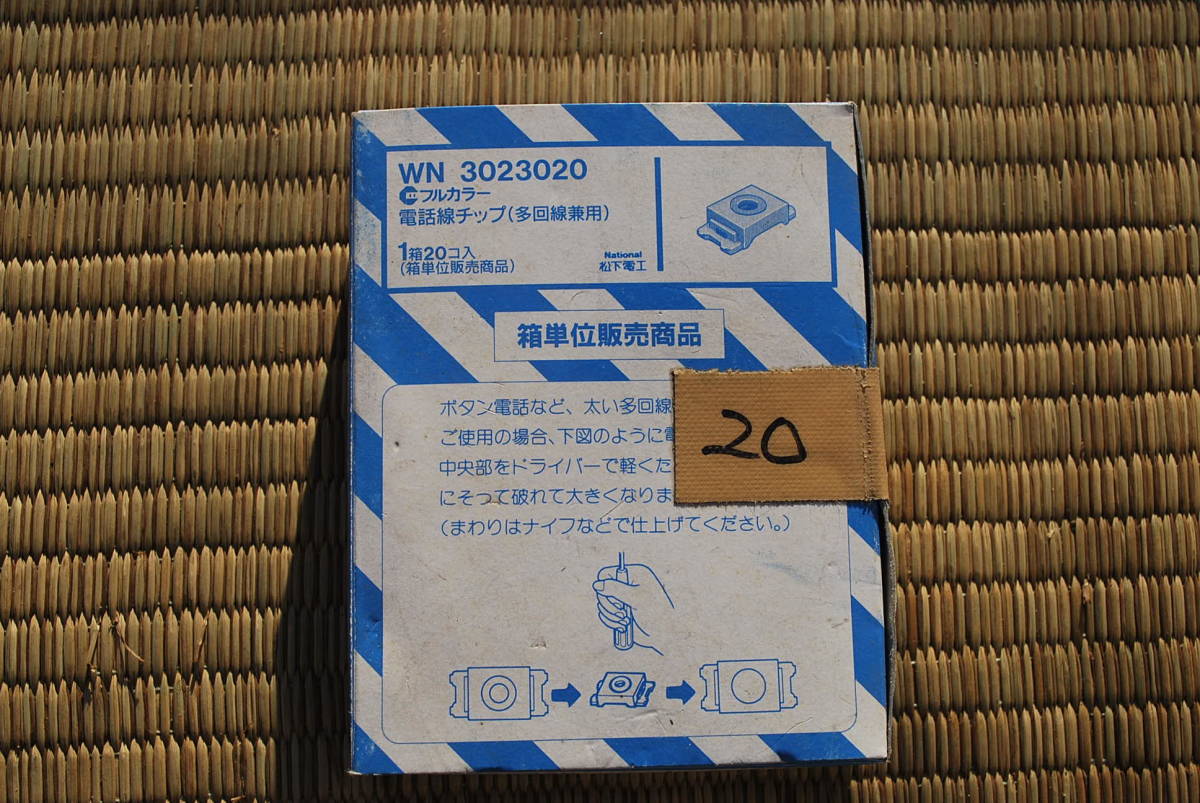 WN 3023020
フルカラー
電話線チップ(多回線兼用)
1箱20コ入
(箱単位販売商品)
National
松下電工
箱単位販売商品
ボタン電話など、太い多回線
ご使用の場合、下図のように電
中央部をドライバーで軽くた
にそって破れて大きくなりま
(まわりはナイフなどで仕上げてください。)
20